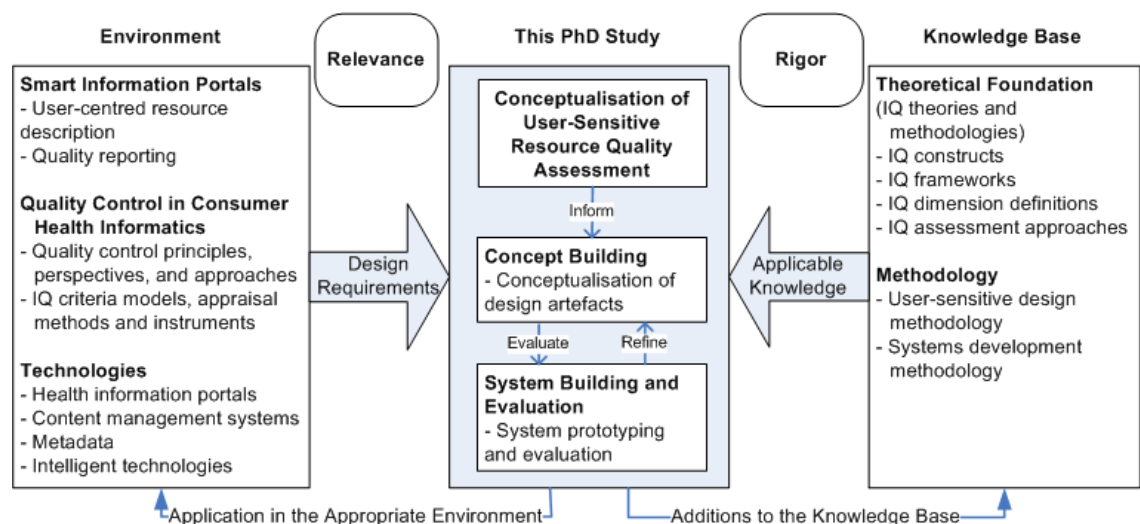 Environment
Relevance
This PhD Study
Rigor
Knowledge Base
Smart Information Portals
- User-centred resource
description
- Quality reporting
Quality Control in Consumer
Health Informatics
- Quality control principles,
perspectives, and approaches
- IQ criteria models, appraisal
methods and instruments
Technologies
- Health information portals
- Content management systems
- Metadata
- Intelligent technologies
Design
Requirements
Conceptualisation of
User-Sensitive
Resource Quality
Assessment
Inform
Concept Building
- Conceptualisation of
design artefacts
Evaluate
Refine
System Building and
Evaluation
- System prototyping
and evaluation
Applicable
Knowledge
Theoretical Foundation
(IQ theories and
methodologies)
- IQ constructs
- IQ frameworks
- IQ dimension definitions
- IQ assessment approaches
Methodology
- User-sensitive design
methodology
- Systems development
methodology
Application in the Appropriate Environment
Additions to the Knowledge Base